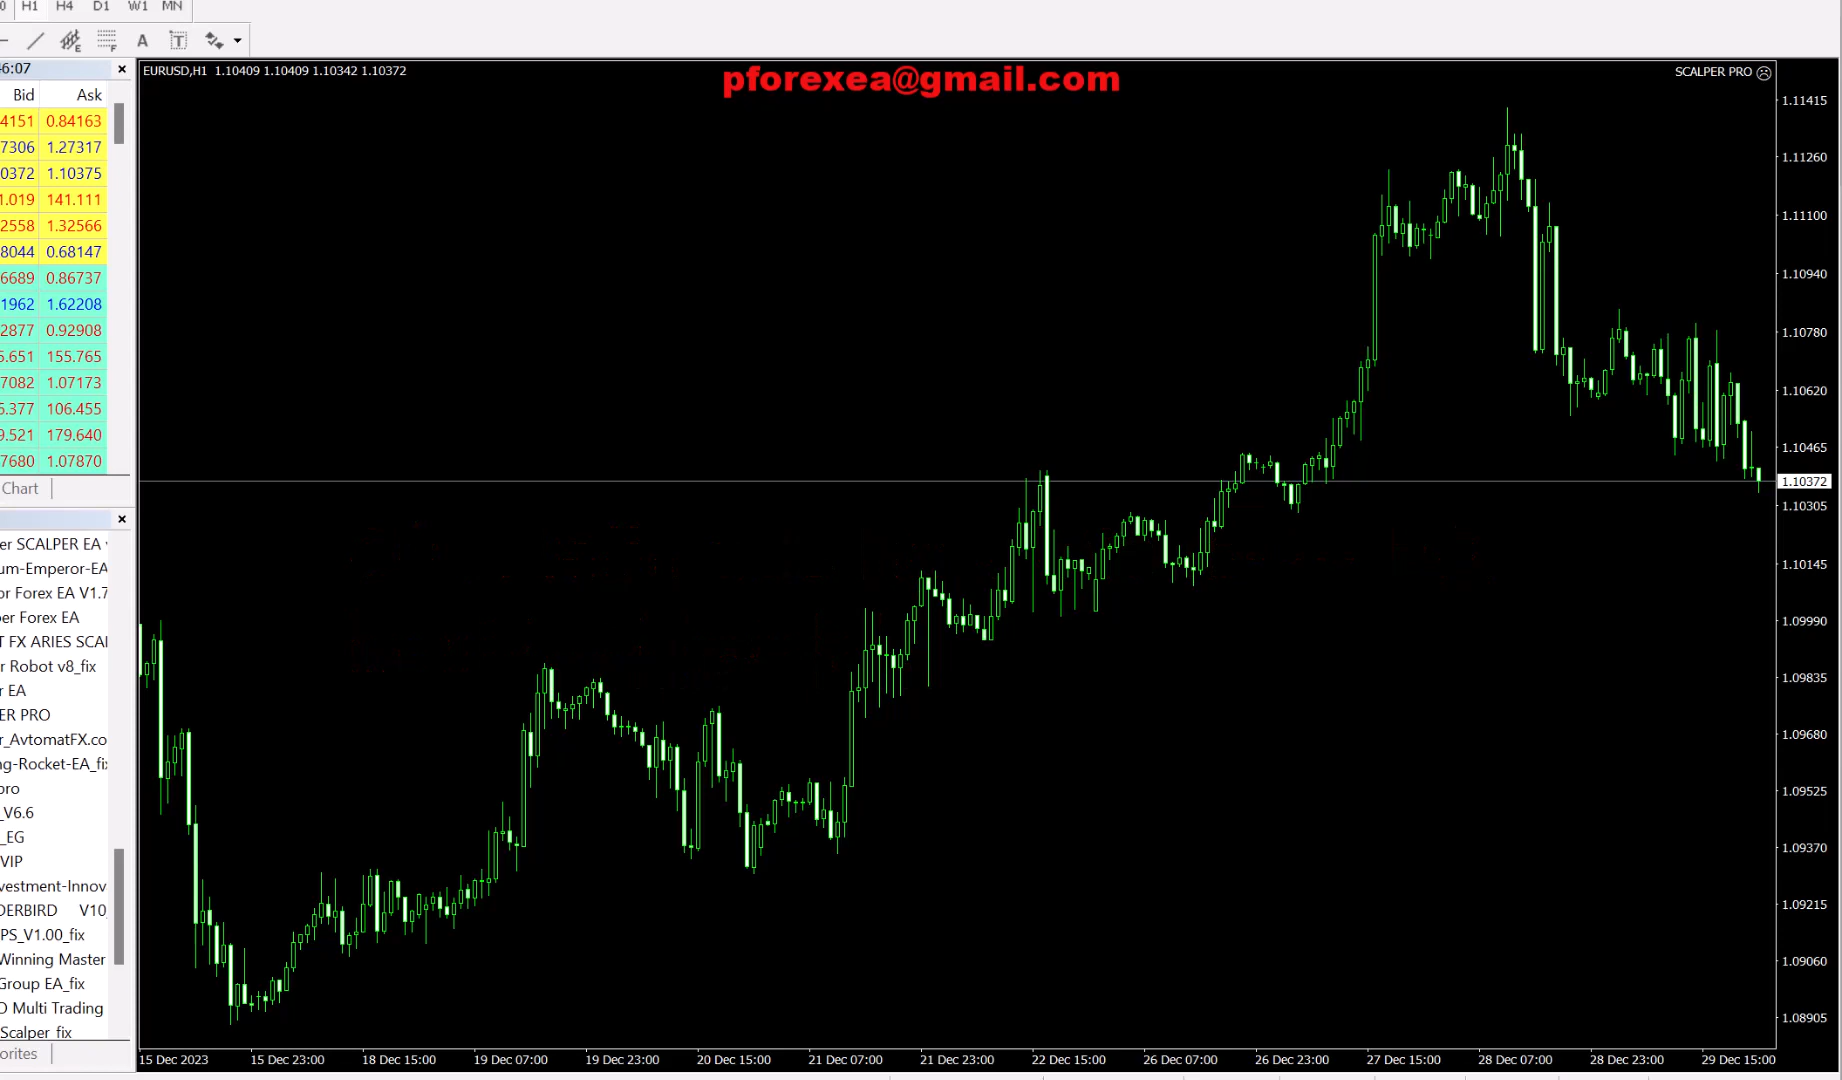 H1 H4 D1 W1 MN
E F A T
46:07
Bid Ask
4151 0.84163
7306 1.27317
0372 1.10375
1.019 141.111
2558 1.32566
8044 0.68147
6689 0.86737
1962 1.62208
2877 0.92908
5.651 155.765
7082 1.07173
6.377 106.455
9.521 179.640
7680 1.07870
Chart
er SCALPER EA
um-Emperor-EA
or Forex EA V1.7
er Forex EA
T FX ARIES SCAI
r Robot v8_fix
r EA
ER PRO
r_AvtomatFX.co
ng-Rocket-EA_fi
pro
_V6.6
_EG
VIP
vestment-Innov
DERBIRD V10_
PS_V1.00_fix
Winning Master
Group EA_fix
O Multi Trading
Scalper fix
orites
EURUSD,H1 1.10409 1.10409 1.10342 1.10372
pforexea@gmail.com
SCALPER PRO
1.11415
1.11260
1.11100
1.10940
1.10780
1.10620
1.10465
1.10372
1.10305
1.10145
1.09990
1.09835
1.09680
1.09525
1.09370
1.09215
1.09060
1.08905
15 Dec 2023 15 Dec 23:00 18 Dec 15:00 19 Dec 07:00 19 Dec 23:00 20 Dec 15:00 21 Dec 07:00 21 Dec 23:00 22 Dec 15:00 26 Dec 07:00 26 Dec 23:00 27 Dec 15:00 28 Dec 07:00 28 Dec 23:00 29 Dec 15:00